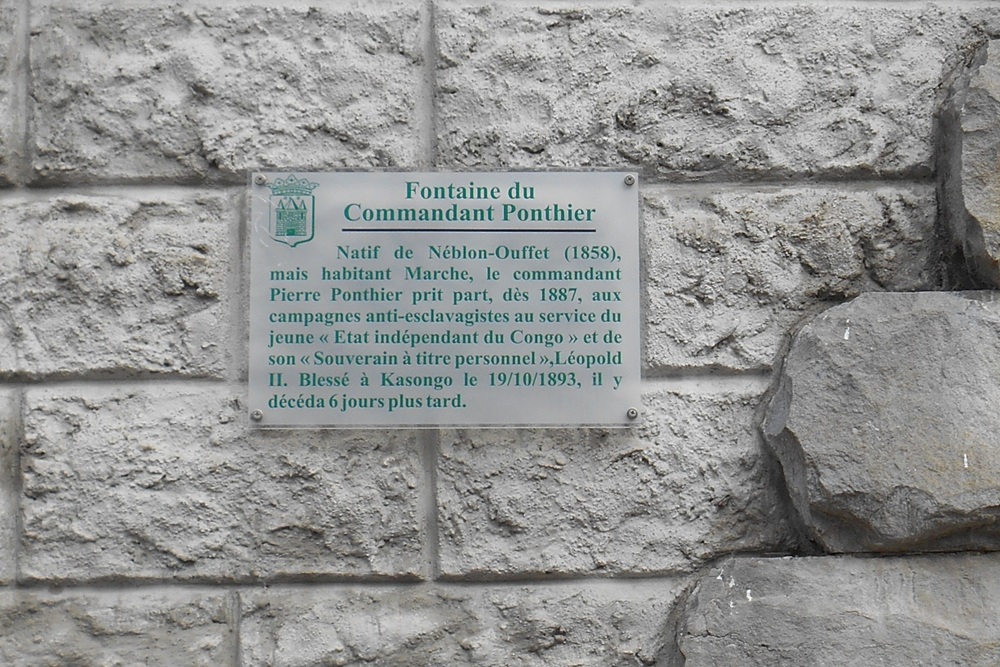 Fontaine du
Commandant Ponthier
Natif de Néblon-Ouffet (1858),
mais habitant Marche, le commandant
Pierre Ponthier prit part, dès 1887, aux
campagnes anti-esclavagistes au service du
jeune « Etat indépendant du Congo » et de
son « Souverain à titre personnel »,Léopold
II. Blessé à Kasongo le 19/10/1893, il y
décéda 6 jours plus tard.